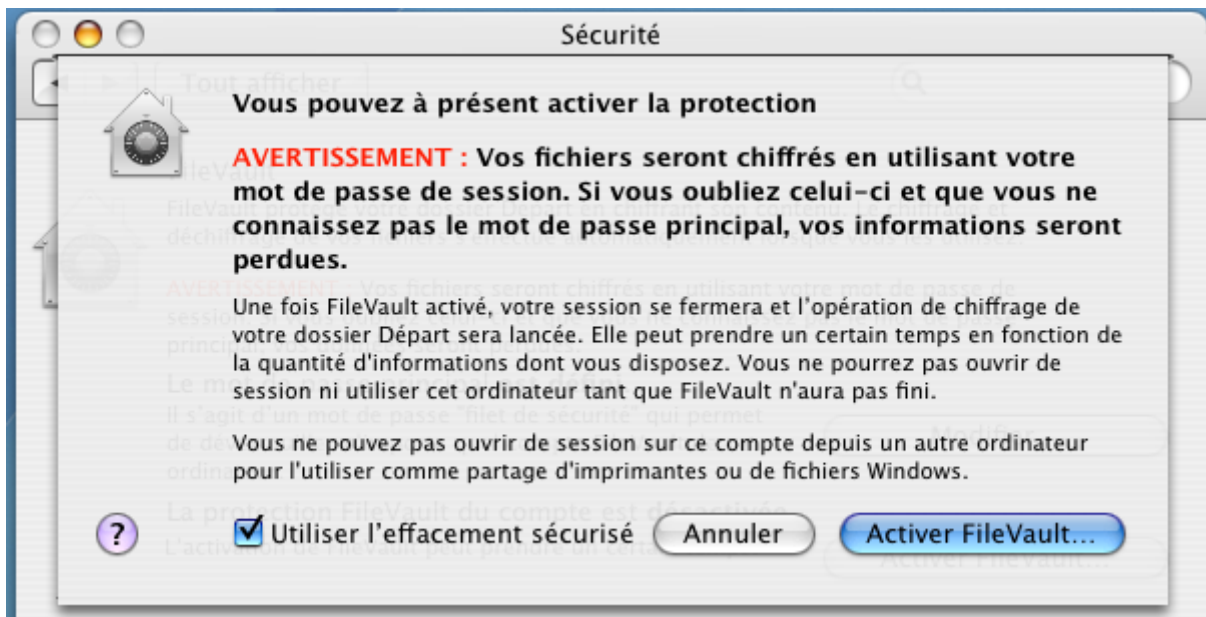 Sécurité
Tout afficher
Vous pouvez à présent activer la protection
AVERTISSEMENT : Vos fichiers seront chiffrés en utilisant votre
mot de passe de session. Si vous oubliez celui-ci et que vous ne
connaissez pas le mot de passe principal, vos informations seront
perdues.
Une fois FileVault activé, votre session se fermera et l'opération de chiffrage de
votre dossier Départ sera lancée. Elle peut prendre un certain temps en fonction de
la quantité d'informations dont vous disposez. Vous ne pourrez pas ouvrir de
session ni utiliser cet ordinateur tant que FileVault n'aura pas fini.
Vous ne pouvez pas ouvrir de session sur ce compte depuis un autre ordinateur
pour l'utiliser comme partage d'imprimantes ou de fichiers Windows.
? Utiliser l'effacement sécurisé Annuler Activer FileVault...